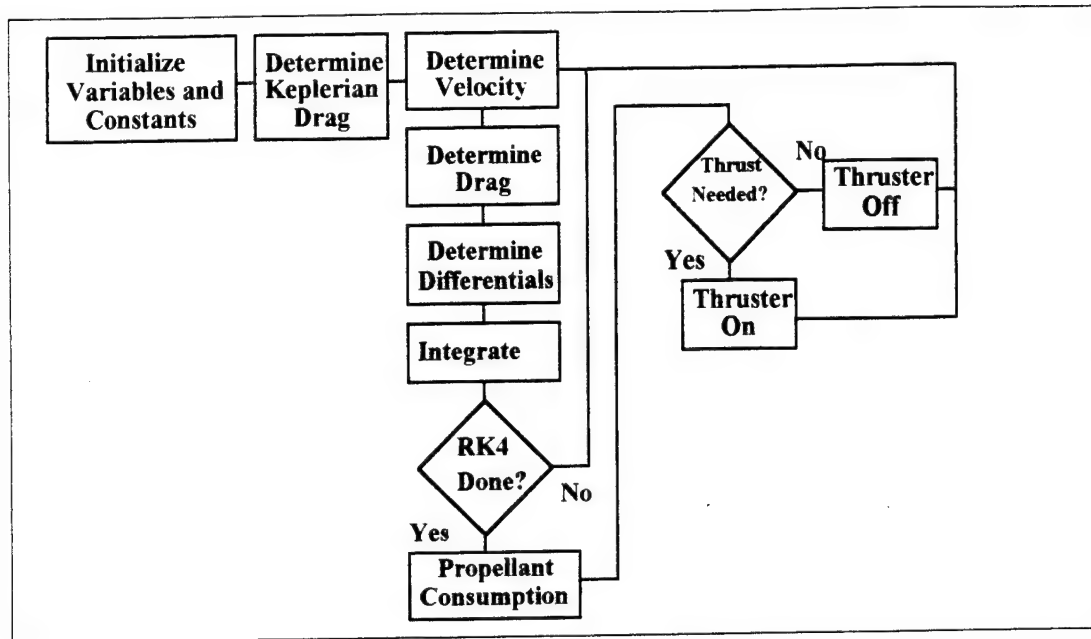 Initialize
Variables and
Constants
Determine
Keplerian
Drag
Determine
Velocity
Determine
Drag
Determine
Differentials
Integrate
RK4
Done?
No
Yes
Propellant
Consumption
Thrust
Needed?
No
Thruster
Off
Yes
Thruster
On